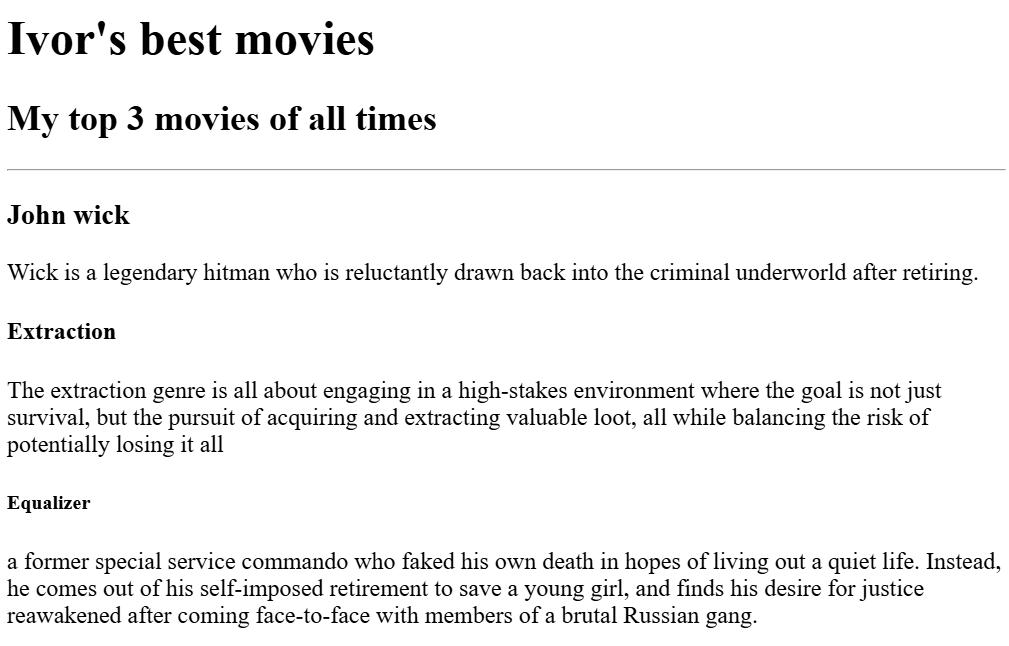 Ivor's best movies
My top 3 movies of all times
John wick
Wick is a legendary hitman who is reluctantly drawn back into the criminal underworld after retiring.
Extraction
The extraction genre is all about engaging in a high-stakes environment where the goal is not just
survival, but the pursuit of acquiring and extracting valuable loot, all while balancing the risk of
potentially losing it all
Equalizer
a former special service commando who faked his own death in hopes of living out a quiet life. Instead,
he comes out of his self-imposed retirement to save a young girl, and finds his desire for justice
reawakened after coming face-to-face with members of a brutal Russian gang.